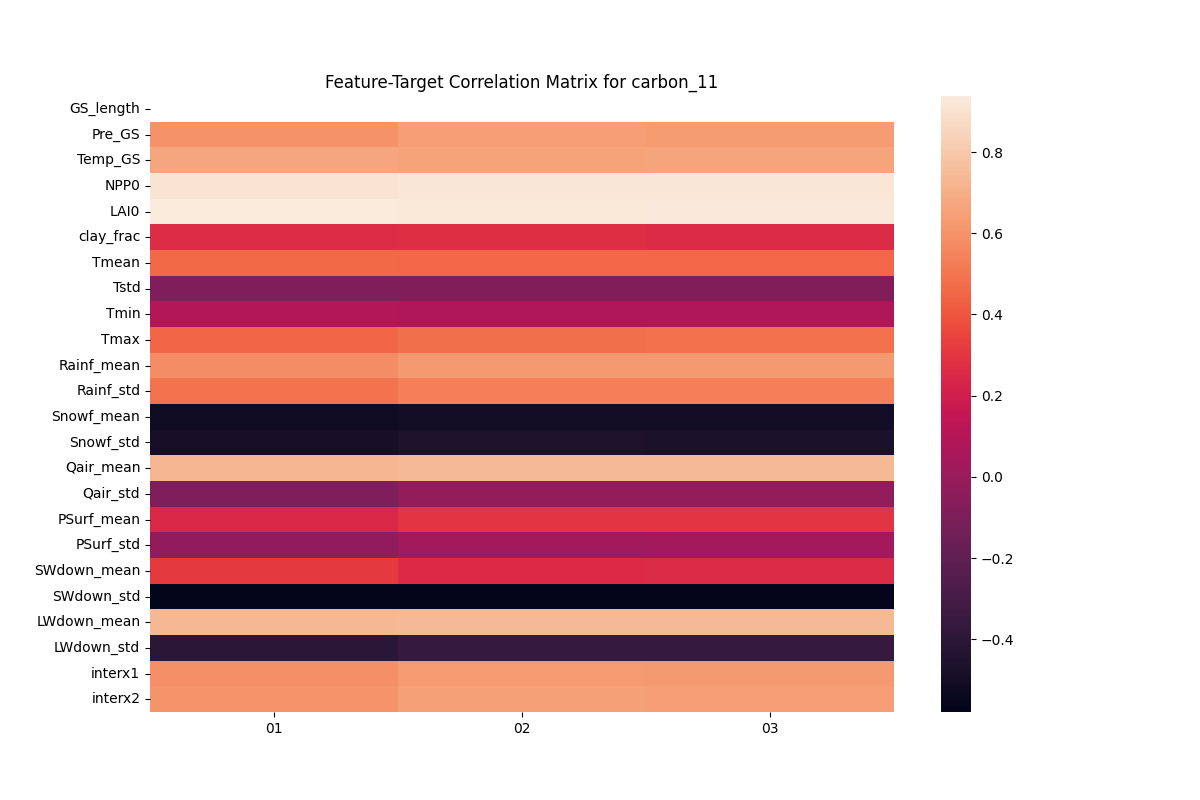 Feature-Target Correlation Matrix for carbon_11
GS_length
Pre_GS
Temp_GS
NPP0
LAI0
clay_frac
Tmean
Tstd
Tmin
Tmax
Rainf_mean
Rainf_std
Snowf_mean
Snowf_std
Qair_mean
Qair_std
PSurf_mean
PSurf_std
SWdown_mean
SWdown_std
LWdown_mean
LWdown_std
interx1
interx2
01 02 03
0.8
0.6
0.4
0.2
0.0
−0.2
−0.4